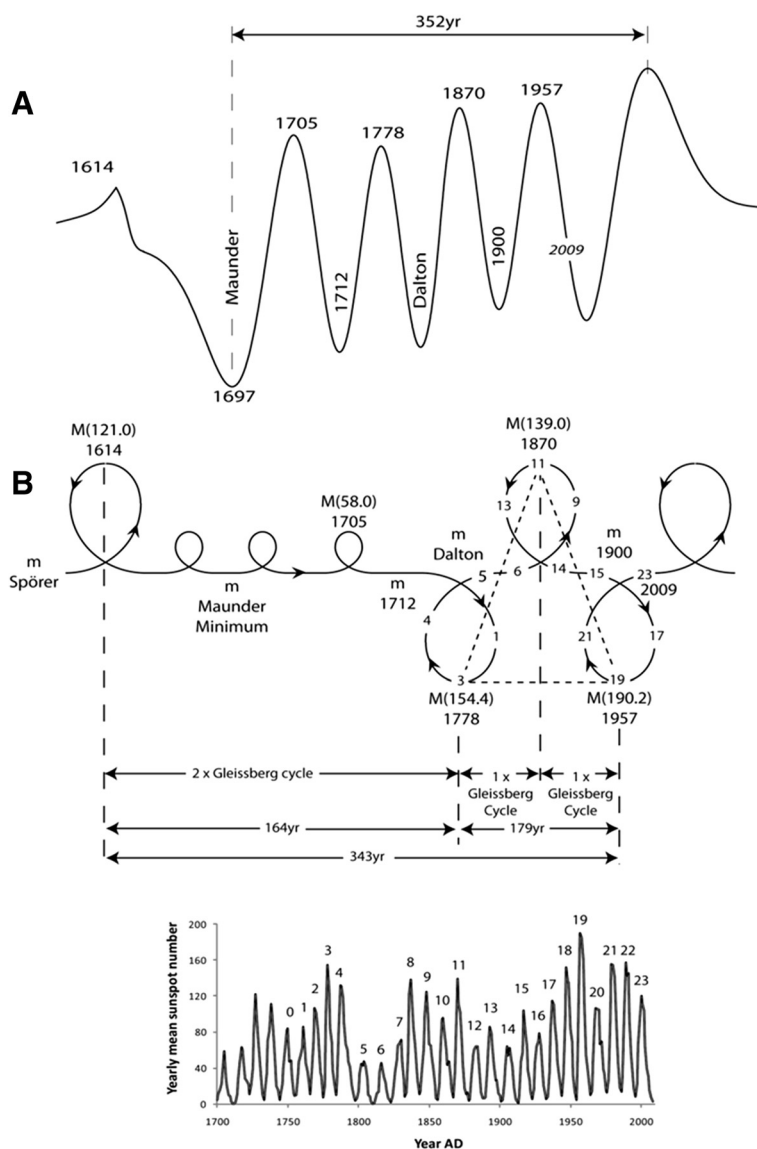 352yr
A
1614
1705
1778
1870
1957
Maunder
1712
Dalton
1900
2009
1697
B
M(121.0)
1614
M(58.0)
1705
M(139.0)
1870
11
13
9
m
Spörer
m
Maunder
Minimum
m
1712
m
Dalton
m
1900
5
6
14
15
23
2009
4
1
21
17
3
19
M(154.4)
1778
M(190.2)
1957
2 x Gleissberg cycle
1 x
Gleissberg
Cycle
1 x
Gleissberg
Cycle
164yr
179yr
343yr
Yearly mean sunspot number
200
160
120
80
40
0
0
1
2
3
4
5
6
7
8
9
10
11
12
13
14
15
16
17
18
19
20
21
22
23
1700
1750
1800
1850
1900
1950
2000
Year AD